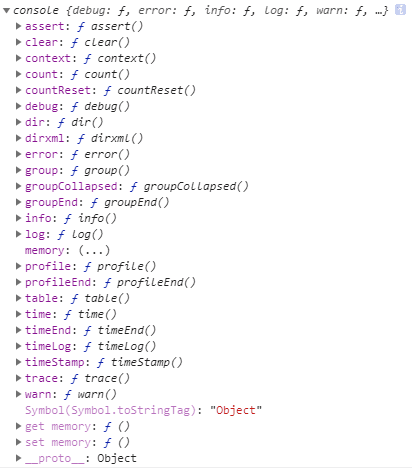 console {debug: ƒ, error: ƒ, info: ƒ, log: ƒ, warn: ƒ, …} i
assert: ƒ assert()
clear: ƒ clear()
context: ƒ context()
count: ƒ count()
countReset: ƒ countReset()
debug: ƒ debug()
dir: ƒ dir()
dirxml: ƒ dirxml()
error: ƒ error()
group: ƒ group()
groupCollapsed: ƒ groupCollapsed()
groupEnd: ƒ groupEnd()
info: ƒ info()
log: ƒ log()
memory: (...)
profile: ƒ profile()
profileEnd: ƒ profileEnd()
table: ƒ table()
time: ƒ time()
timeEnd: ƒ timeEnd()
timeLog: ƒ timeLog()
timeStamp: ƒ timeStamp()
trace: ƒ trace()
warn: ƒ warn()
Symbol(Symbol.toStringTag): "Object"
get memory: ƒ ()
set memory: ƒ ()
__proto__: Object